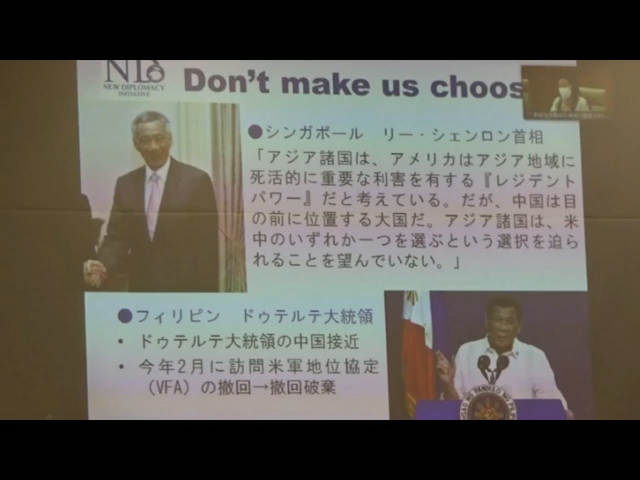 ND
NEW DIPLOMACY
INITIATIVE
Don't make us choos
●シンガポール リー・シェンロン首相
「アジア諸国は、アメリカはアジア地域に
死活的に重要な利害を有する『レジデント
パワー』だと考えている。だが、中国は目
の前に位置する大国だ。アジア諸国は、米
中のいずれか一つを選ぶという選択を迫ら
れることを望んでいない。」
●フィリピン ドゥテルテ大統領
• ドゥテルテ大統領の中国接近
• 今年2月に訪問米軍地位協定
(VFA) の撤回→撤回破棄